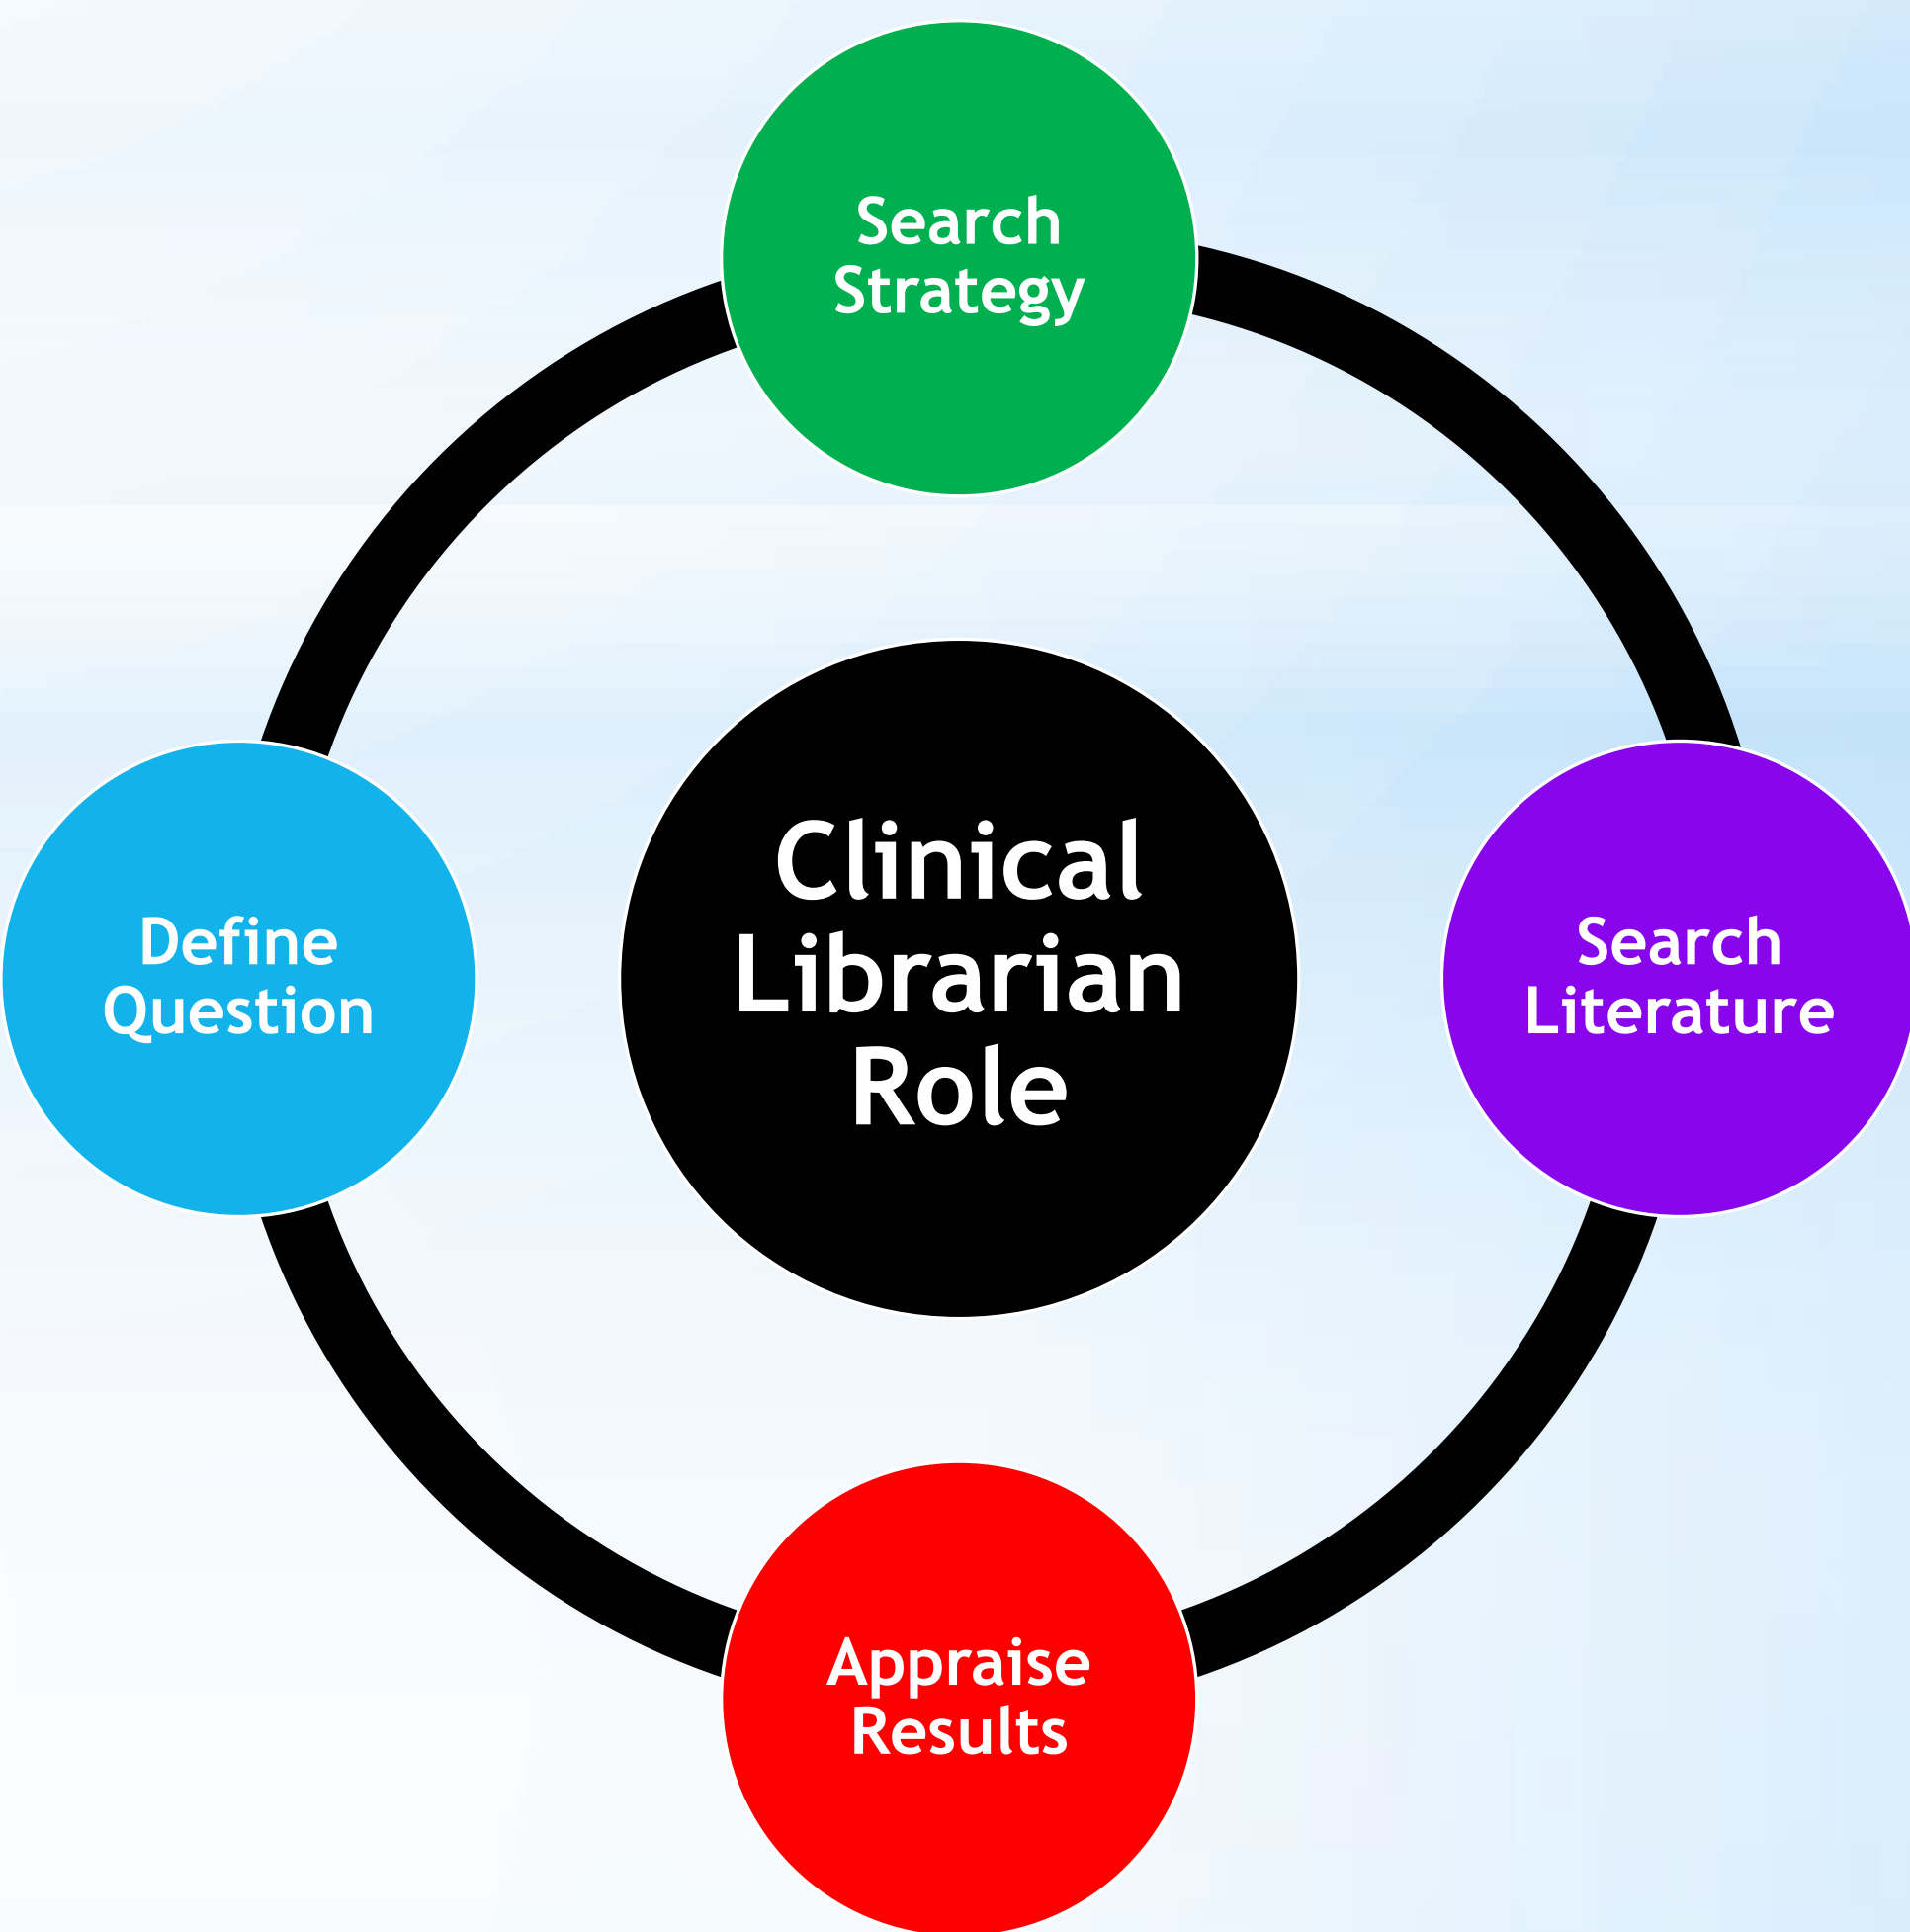 Search
Strategy
Define
Question
Clinical
Librarian
Role
Search
Literature
Appraise
Results